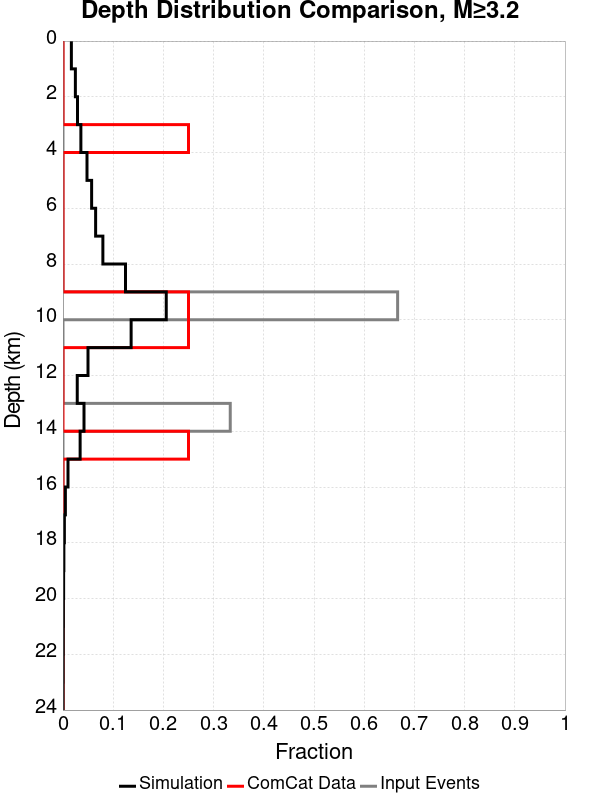 Depth Distribution Comparison, M≥3.2
0
2
4
6
8
10
12
14
16
18
20
22
24
Depth (km)
0 0.1 0.2 0.3 0.4 0.5 0.6 0.7 0.8 0.9 1
Fraction
Simulation ComCat Data Input Events